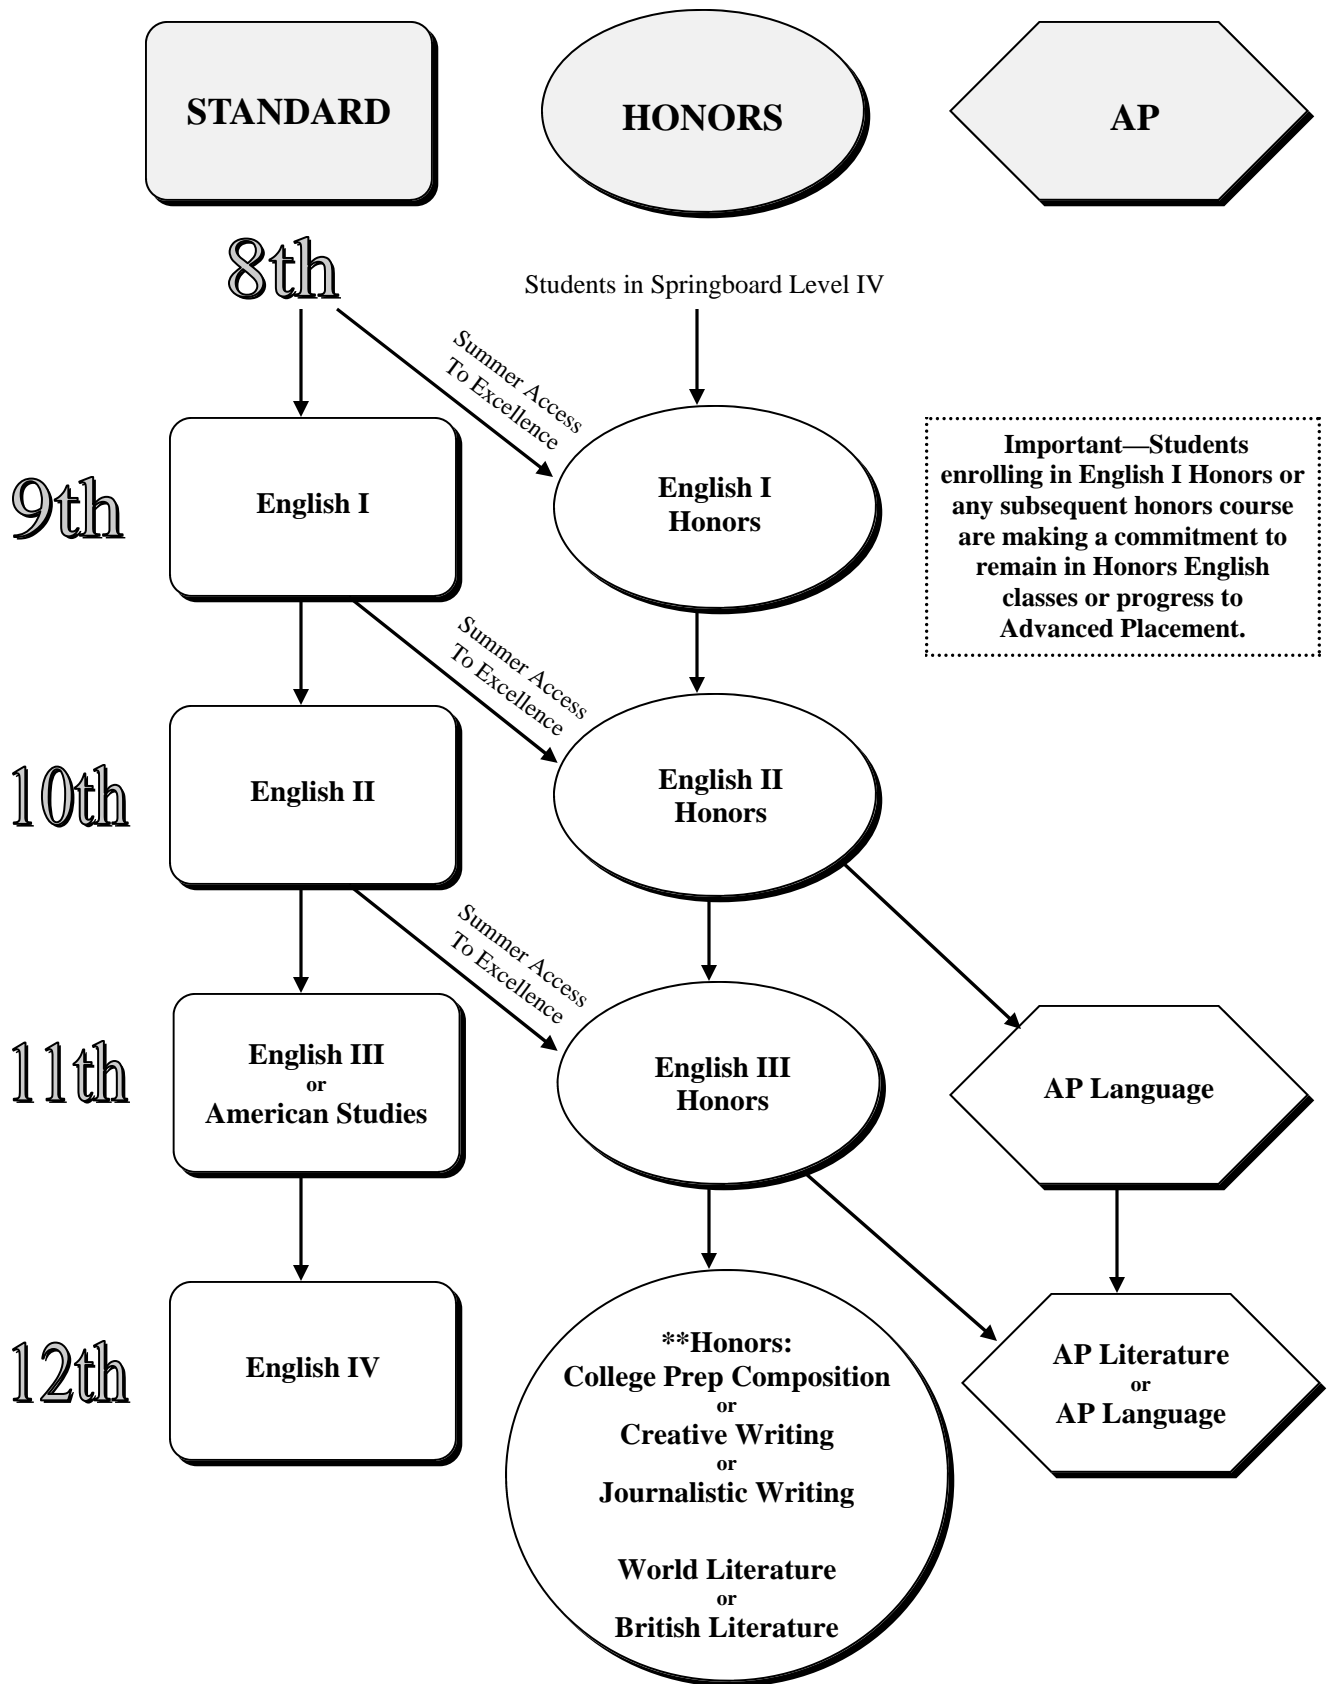 STANDARD
HONORS
AP
8th
Students in Springboard Level IV
Summer Access
To Excellence
9th
English I
English I
Honors
Important—Students
enrolling in English I Honors or
any subsequent honors course
are making a commitment to
remain in Honors English
classes or progress to
Advanced Placement.
Summer Access
To Excellence
10th
English II
English II
Honors
Summer Access
To Excellence
11th
English III
or
American Studies
English III
Honors
AP Language
12th
English IV
**Honors:
College Prep Composition
or
Creative Writing
or
Journalistic Writing
World Literature
or
British Literature
AP Literature
or
AP Language